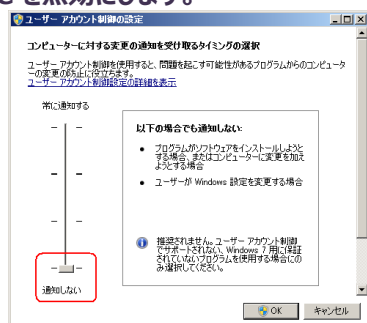 を無効にします。
ユーザー アカウント制御の設定
コンピューターに対する変更の通知を受け取るタイミングの選択
ユーザー アカウント制御を使用すると、問題を起こす可能性があるプログラムからのコンピュータ
ーの変更の防止に役立ちます。
ユーザー アカウント制御設定の詳細を表示
常に通知する
以下の場合でも通知しない:
• プログラムがソフトウェアをインストールしようと
する場合、またはコンピューターに変更を加え
ようとする場合
• ユーザーが Windows 設定を変更する場合
推奨されません。ユーザー アカウント制御
でサポートされない、Windows 7 用に保証
されていないプログラムを使用する場合にの
み選択してください。
通知しない
OK
キャンセル